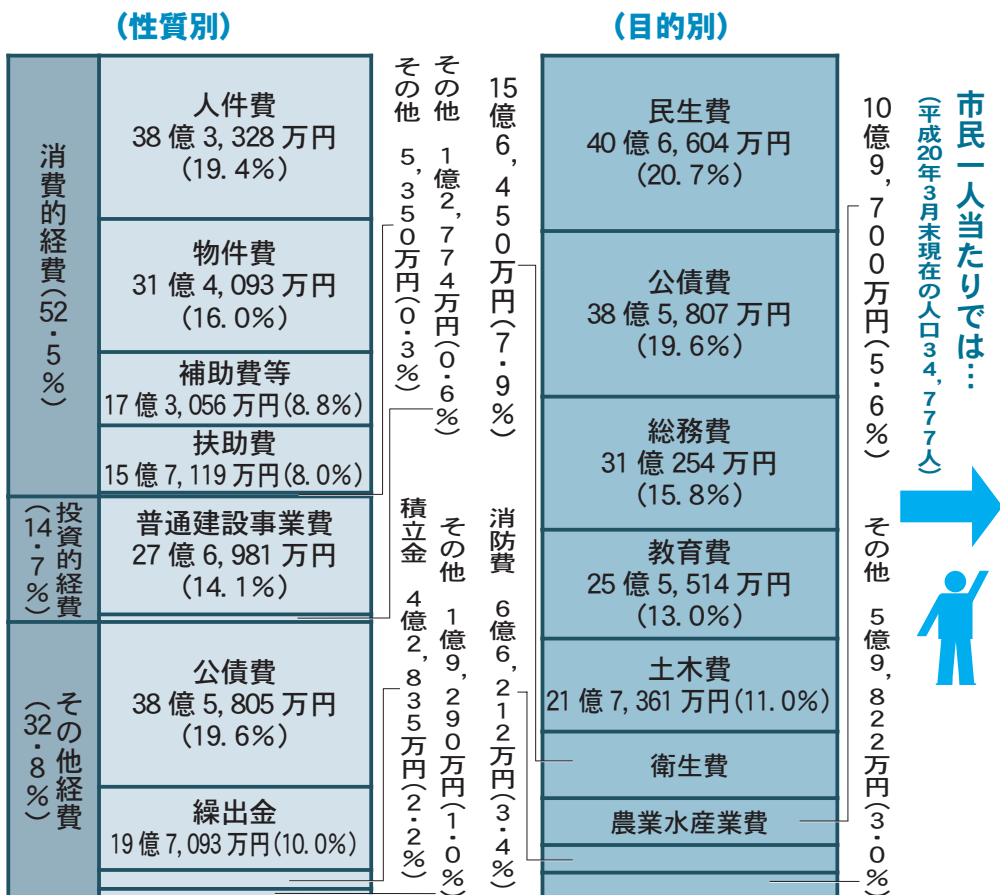 (性質別)
消費的経費(52・5%)
人件費
38億3,328万円
(19.4%)
物件費
31億4,093万円
(16.0%)
補助費等
17億3,056万円(8.8%)
扶助費
15億7,119万円(8.0%)
その他 5,350万円(0・3%)
投資的経費
(14・7%)
普通建設事業費
27億6,981万円
(14.1%)
その他 1億2,774万円(0・6%)
その他経費
(32・8%)
公債費
38億5,805万円
(19.6%)
繰出金
19億7,093万円(10.0%)
積立金 4億2,835万円(2・2%)
その他 1億9,290万円(1・0%)
(目的別)
民生費
40億6,604万円
(20.7%)
公債費
38億5,807万円
(19.6%)
総務費
31億254万円
(15.8%)
教育費
25億5,514万円
(13.0%)
土木費
21億7,361万円(11.0%)
衛生費
15億6,450万円(7・9%)
農業水産業費
10億9,700万円(5・6%)
消防費 6億6,212万円(3・4%)
その他 5億9,822万円(3・0%)
市民一人当たりでは…
(平成20年3月末現在の人口34,777人)